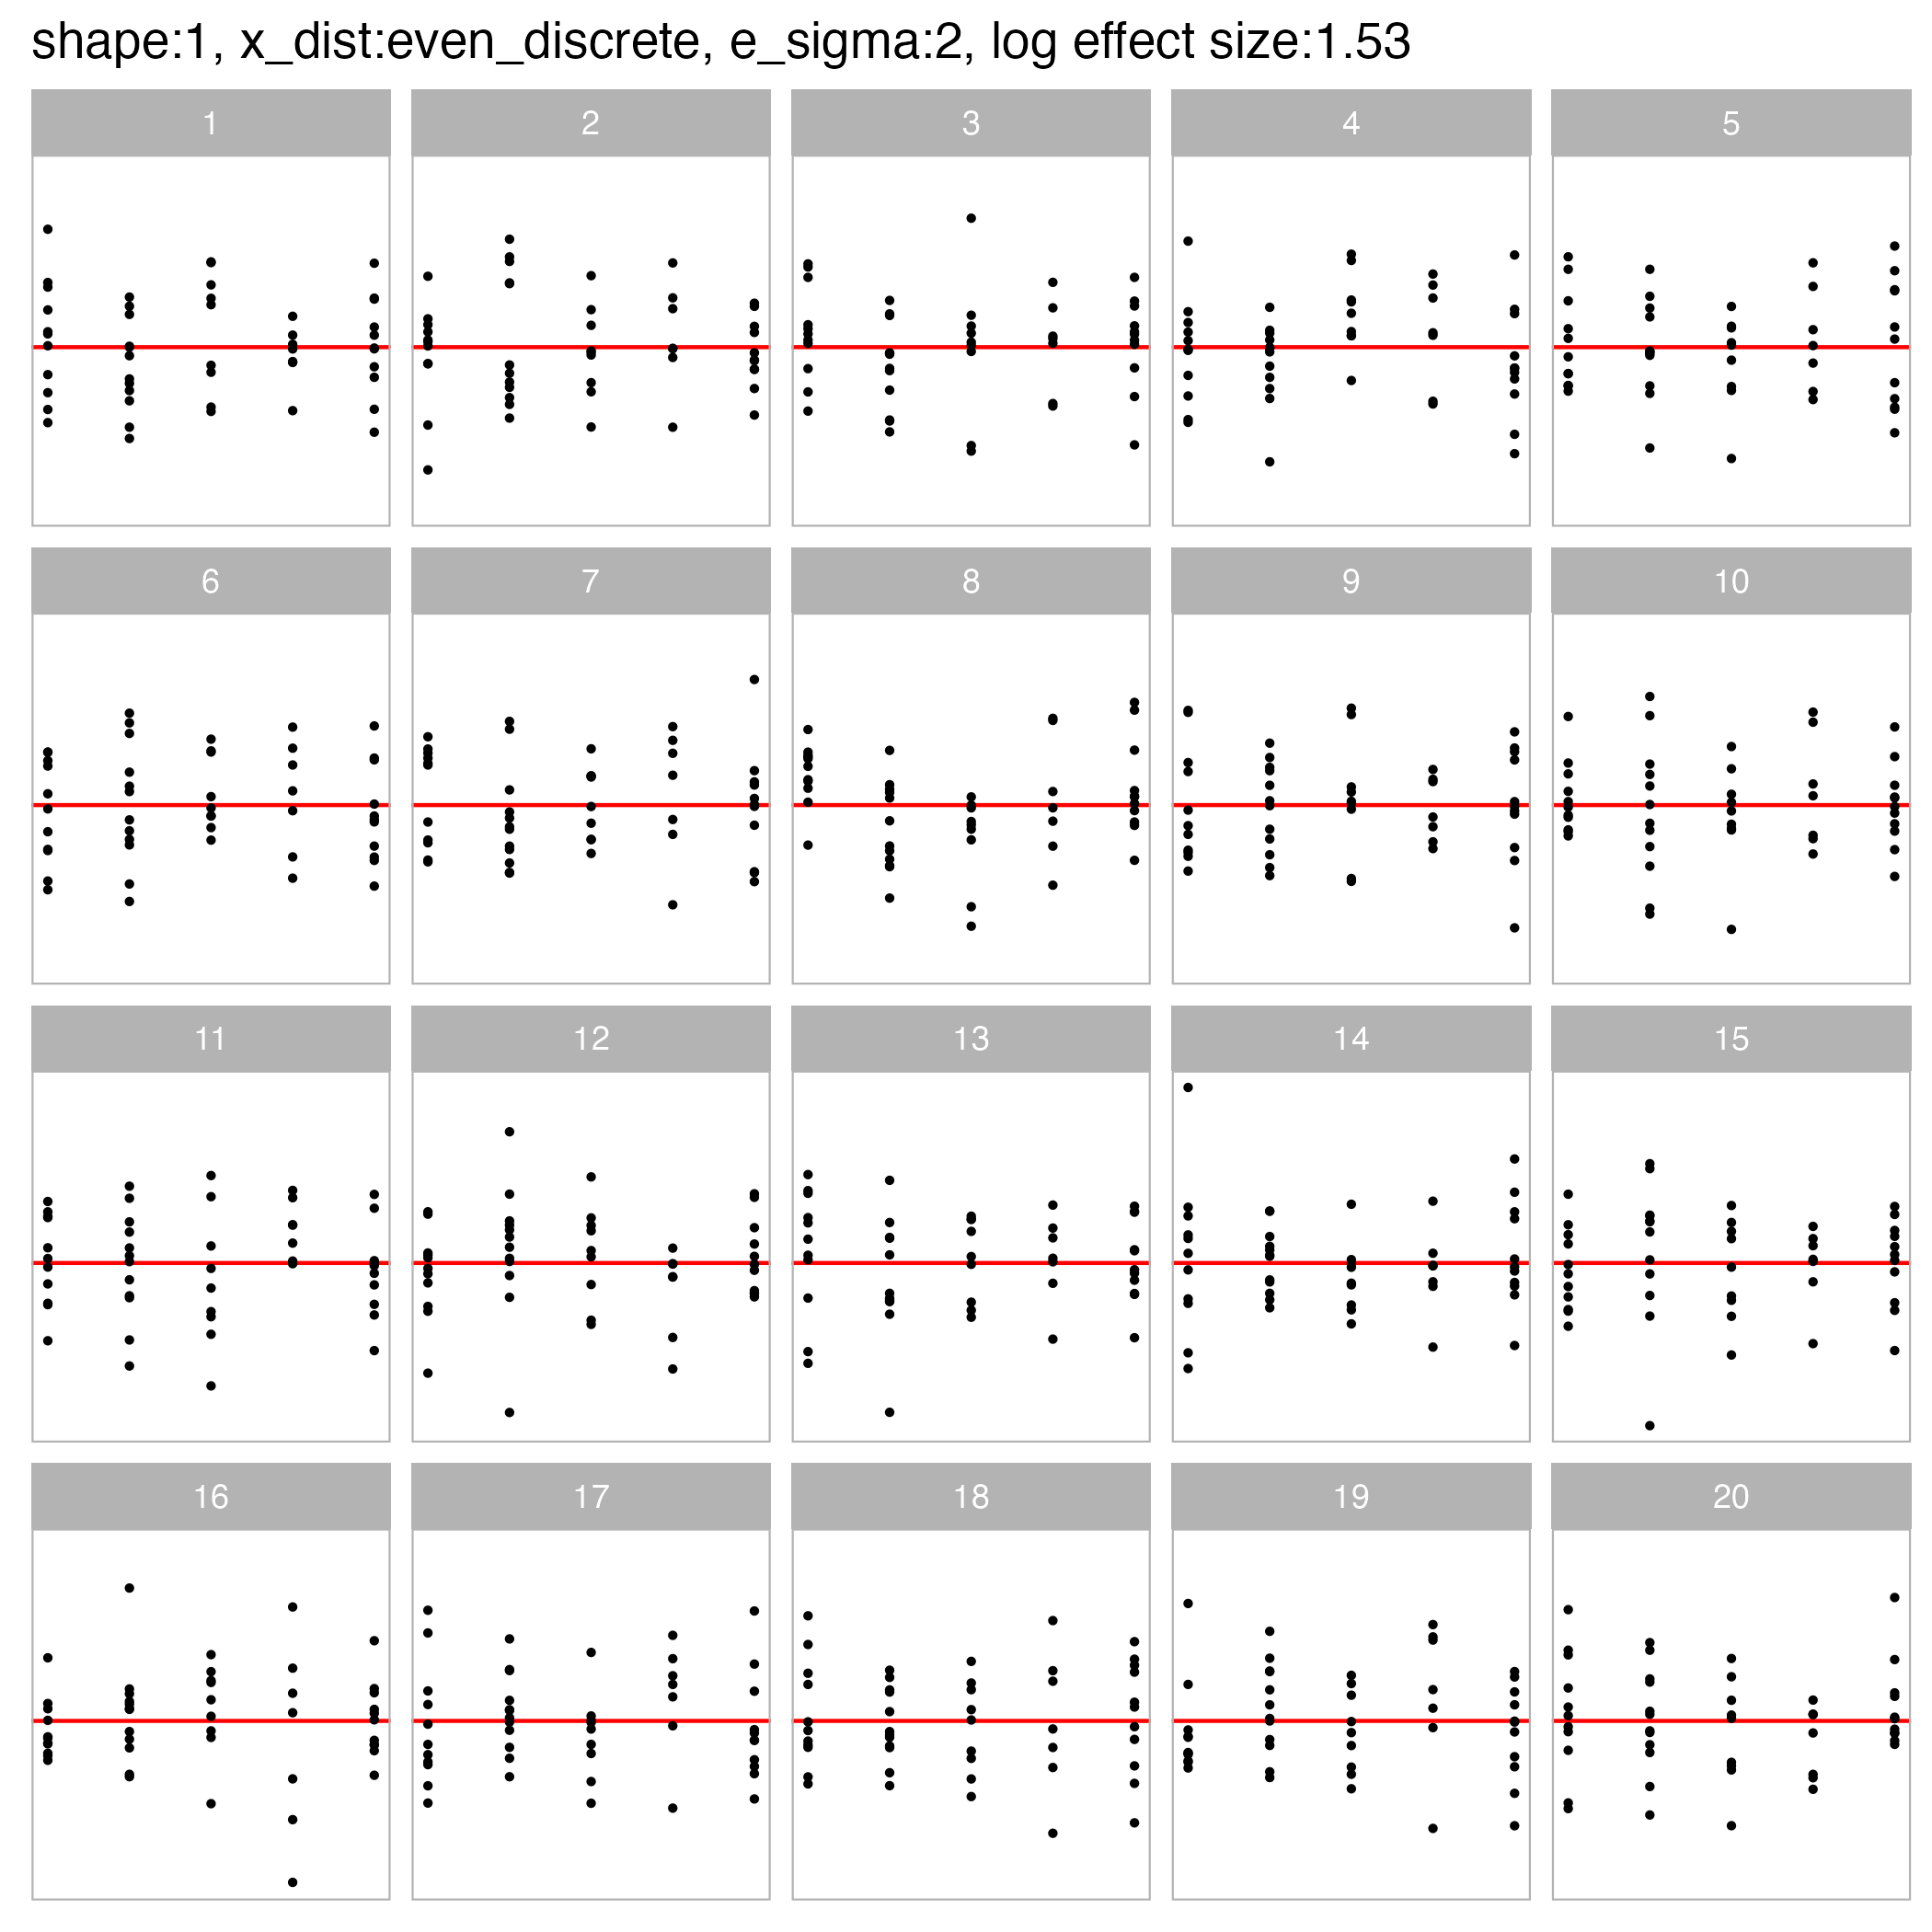 shape:1, x_dist:even_discrete, e_sigma:2, log effect size:1.53
1 2 3 4 5
6 7 8 9 10
11 12 13 14 15
16 17 18 19 20